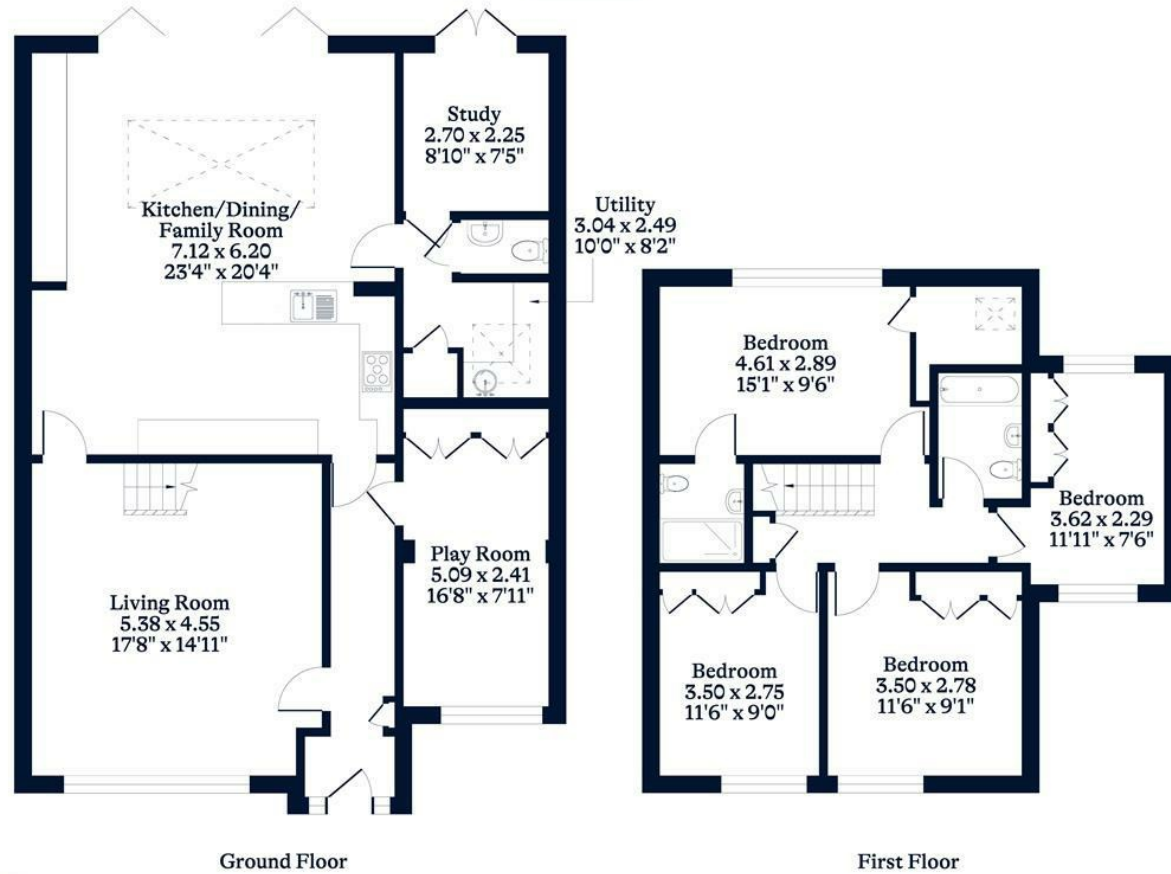 Study
2.70 x 2.25
8'10" x 7'5"
Kitchen/Dining/
Family Room
7.12 x 6.20
23'4" x 20'4"
Utility
3.04 x 2.49
10'0" x 8'2"
Living Room
5.38 x 4.55
17'8" x 14'11"
Play Room
5.09 x 2.41
16'8" x 7'11"
Ground Floor
Bedroom
4.61 x 2.89
15'1" x 9'6"
Bedroom
3.62 x 2.29
11'11" x 7'6"
Bedroom
3.50 x 2.75
11'6" x 9'0"
Bedroom
3.50 x 2.78
11'6" x 9'1"
First Floor